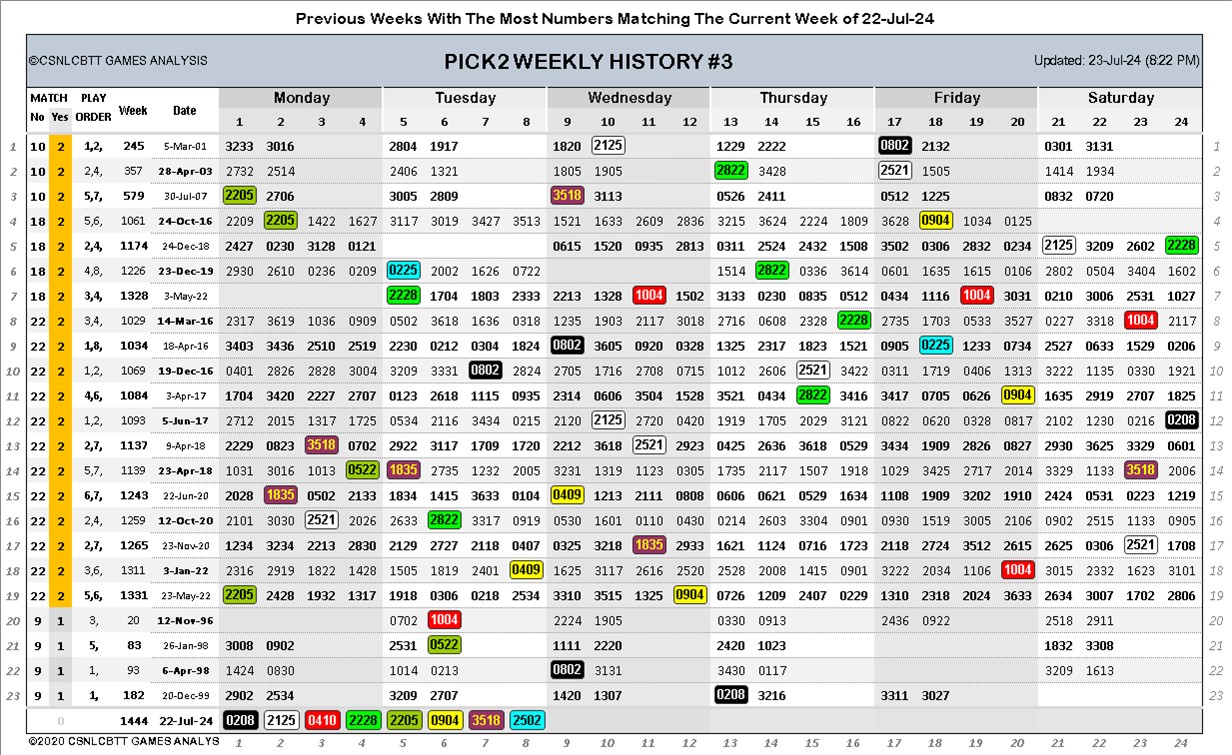 Previous Weeks With The Most Numbers Matching The Current Week of 22-Jul-24
©CSNLCBTT GAMES ANALYSIS PICK2 WEEKLY HISTORY #3 Updated: 23-Jul-24 (8:22 PM)
MATCH PLAY Week Date Monday Tuesday Wednesday Thursday Friday Saturday
No Yes ORDER 1 2 3 4 5 6 7 8 9 10 11 12 13 14 15 16 17 18 19 20 21 22 23 24
1 10 2 1,2, 245 5-Mar-01 3233 3016 2804 1917 1820 2125 1229 2222 0802 2132 0301 3131 1
2 10 2 2,4, 357 28-Apr-03 2732 2514 2406 1321 1805 1905 2822 3428 2521 1505 1414 1934 2
3 10 2 5,7, 579 30-Jul-07 2205 2706 3005 2809 3518 3113 0526 2411 0512 1225 0832 0720 3
4 18 2 5,6, 1061 24-Oct-16 2209 2205 1422 1627 3117 3019 3427 3513 1521 1633 2609 2836 3215 3624 2224 1809 3628 0904 1034 0125 4
5 18 2 2,4, 1174 24-Dec-18 2427 0230 3128 0121 0615 1520 0935 2813 0311 2524 2432 1508 3502 0306 2832 0234 2125 3209 2602 2228 5
6 18 2 4,8, 1226 23-Dec-19 2930 2610 0236 0209 0225 2002 1626 0722 1514 2822 0336 3614 0601 1635 1615 0106 2802 0504 3404 1602 6
7 18 2 3,4, 1328 3-May-22 2228 1704 1803 2333 2213 1328 1004 1502 3133 0230 0835 0512 0434 1116 1004 3031 0210 3006 2531 1027 7
8 22 2 3,4, 1029 14-Mar-16 2317 3619 1036 0909 0502 3618 1636 0318 1235 1903 2117 3018 2716 0608 2328 2228 2735 1703 0533 3527 0227 3318 1004 2117 8
9 22 2 1,8, 1034 18-Apr-16 3403 3436 2510 2519 2230 0212 0304 1824 0802 3605 0920 0328 1325 2317 1823 1521 0905 0225 1233 0734 2527 0633 1529 0206 9
10 22 2 1,2, 1069 19-Dec-16 0401 2826 2828 3004 3209 3331 0802 2824 2705 1716 2708 0715 1012 2606 2521 3422 0311 1719 0406 1313 3222 1135 0330 1921 10
11 22 2 4,6, 1084 3-Apr-17 1704 3420 2227 2707 0123 2618 1115 0935 2314 0606 3504 1528 3521 0434 2822 3416 3417 0705 0626 0904 1635 2919 2707 1825 11
12 22 2 1,2, 1093 5-Jun-17 2712 2015 1317 1725 0534 2116 3434 0215 2120 2125 2720 0420 1919 1705 2029 3121 0822 0620 0328 0817 2102 1230 0216 0208 12
13 22 2 2,7, 1137 9-Apr-18 2229 0823 3518 0702 2922 3117 1709 1720 2212 3618 2521 2923 0425 2636 3618 0529 3434 1909 2826 0827 2930 3625 3329 0601 13
14 22 2 5,7, 1139 23-Apr-18 1031 3016 1013 0522 1835 2735 1232 2005 3231 1319 1123 0305 1735 2117 1507 1918 1028 3425 2717 2014 3329 1133 3518 2006 14
15 22 2 6,7, 1243 22-Jun-20 2028 1835 0502 2133 1834 1415 3633 0104 0409 1213 2111 0808 0606 0621 0529 1634 1108 1909 3202 1910 2424 0531 0223 1219 15
16 22 2 2,4, 1259 12-Oct-20 2101 3030 2521 2026 2633 2822 3317 0919 0530 1601 0110 0430 0214 2603 3304 0901 0930 1519 3005 2106 0902 2515 1133 0905 16
17 22 2 2,7, 1265 23-Nov-20 1234 3234 2213 2830 2129 2727 2118 0407 0325 3218 1835 2933 1621 1124 0716 1723 2118 2724 3512 2615 2625 0306 2521 1708 17
18 22 2 3,6, 1311 3-Jan-22 2316 2919 1822 1428 1505 1819 2401 0409 1625 3117 2616 2520 2528 2008 1415 0901 3222 2034 1106 1004 3015 2332 1623 3101 18
19 22 2 5,6, 1331 23-May-22 2205 2428 1932 1317 1918 0306 0218 2534 3310 3515 1325 0904 0726 1209 2407 0229 1310 2318 2024 3633 2634 3007 1702 2806 19
20 9 1 3, 20 12-Nov-96 0702 1004 2224 1905 0330 0913 2436 0922 2518 2911 20
21 9 1 5, 83 26-Jan-98 3008 0902 2531 0522 1111 2220 2420 1023 1832 3308 21
22 9 1 1, 93 6-Apr-98 1424 0830 1014 0213 0802 3131 3430 0117 3209 1613 22
23 9 1 1, 182 20-Dec-99 2902 2534 3209 2707 1420 1307 0208 3216 3311 3027 23
0 1444 22-Jul-24 0208 2125 0410 2228 2205 0904 3518 2502
©2020 CSNLCBTT GAMES ANALYS 1 2 3 4 5 6 7 8 9 10 11 12 13 14 15 16 17 18 19 20 21 22 23 24